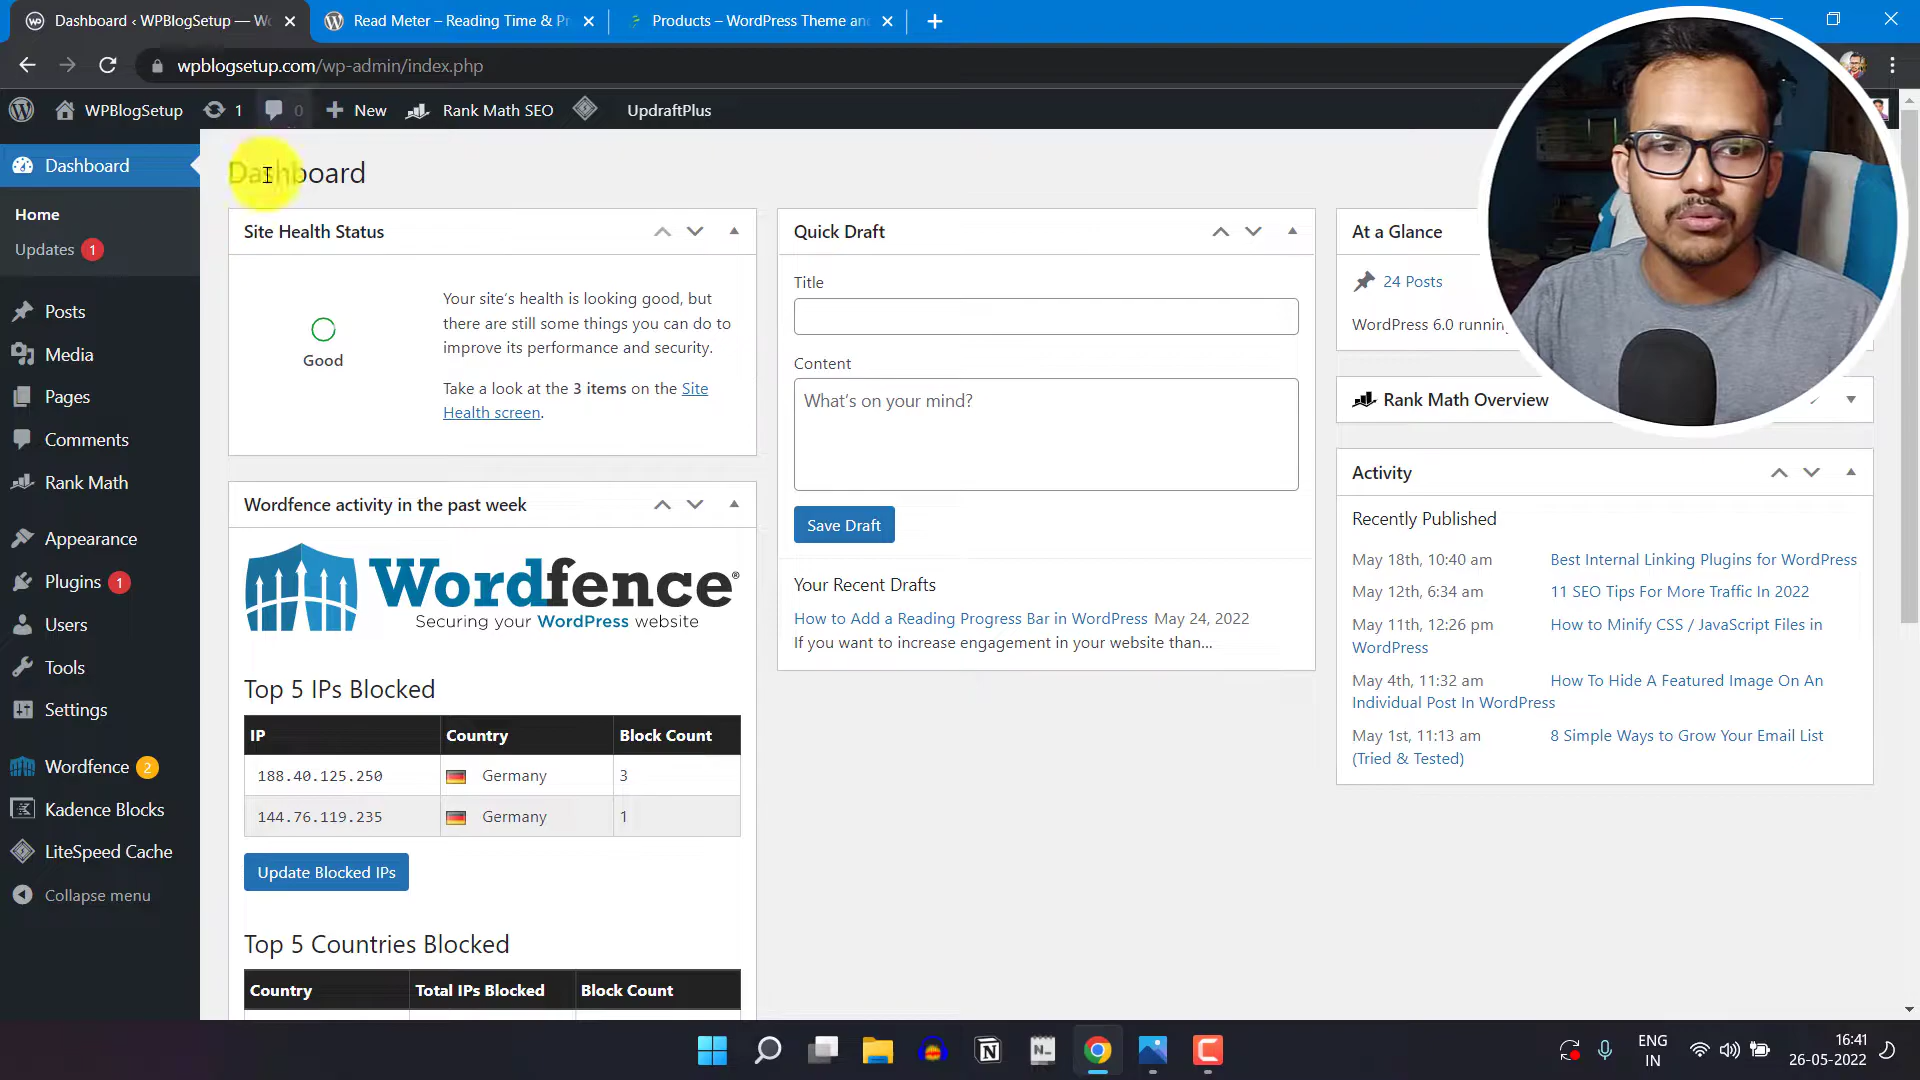 Dashboard ‹ WPBlogSetup — W
Read Meter – Reading Time & P
Products – WordPress Theme an
wpblogsetup.com/wp-admin/index.php
WPBlogSetup
1
0
New
Rank Math SEO
UpdraftPlus
Dashboard
Home
Updates 1
Posts
Media
Pages
Comments
Rank Math
Appearance
Plugins 1
Users
Tools
Settings
Wordfence 2
Kadence Blocks
LiteSpeed Cache
Collapse menu
Dashboard
Site Health Status
Good
Your site's health is looking good, but
there are still some things you can do to
improve its performance and security.
Take a look at the 3 items on the Site
Health screen.
Wordfence activity in the past week
Wordfence®
Securing your WordPress website
Top 5 IPs Blocked
IP Country Block Count
188.40.125.250 Germany 3
144.76.119.235 Germany 1
Update Blocked IPs
Top 5 Countries Blocked
Country Total IPs Blocked Block Count
Quick Draft
Title
Content
What's on your mind?
Save Draft
Your Recent Drafts
How to Add a Reading Progress Bar in WordPress May 24, 2022
If you want to increase engagement in your website than…
At a Glance
24 Posts
WordPress 6.0 runnin
Rank Math Overview
Activity
Recently Published
May 18th, 10:40 am Best Internal Linking Plugins for WordPress
May 12th, 6:34 am 11 SEO Tips For More Traffic In 2022
May 11th, 12:26 pm How to Minify CSS / JavaScript Files in
WordPress
May 4th, 11:32 am How To Hide A Featured Image On An
Individual Post In WordPress
May 1st, 11:13 am 8 Simple Ways to Grow Your Email List
(Tried & Tested)
ENG
IN
16:41
26-05-2022